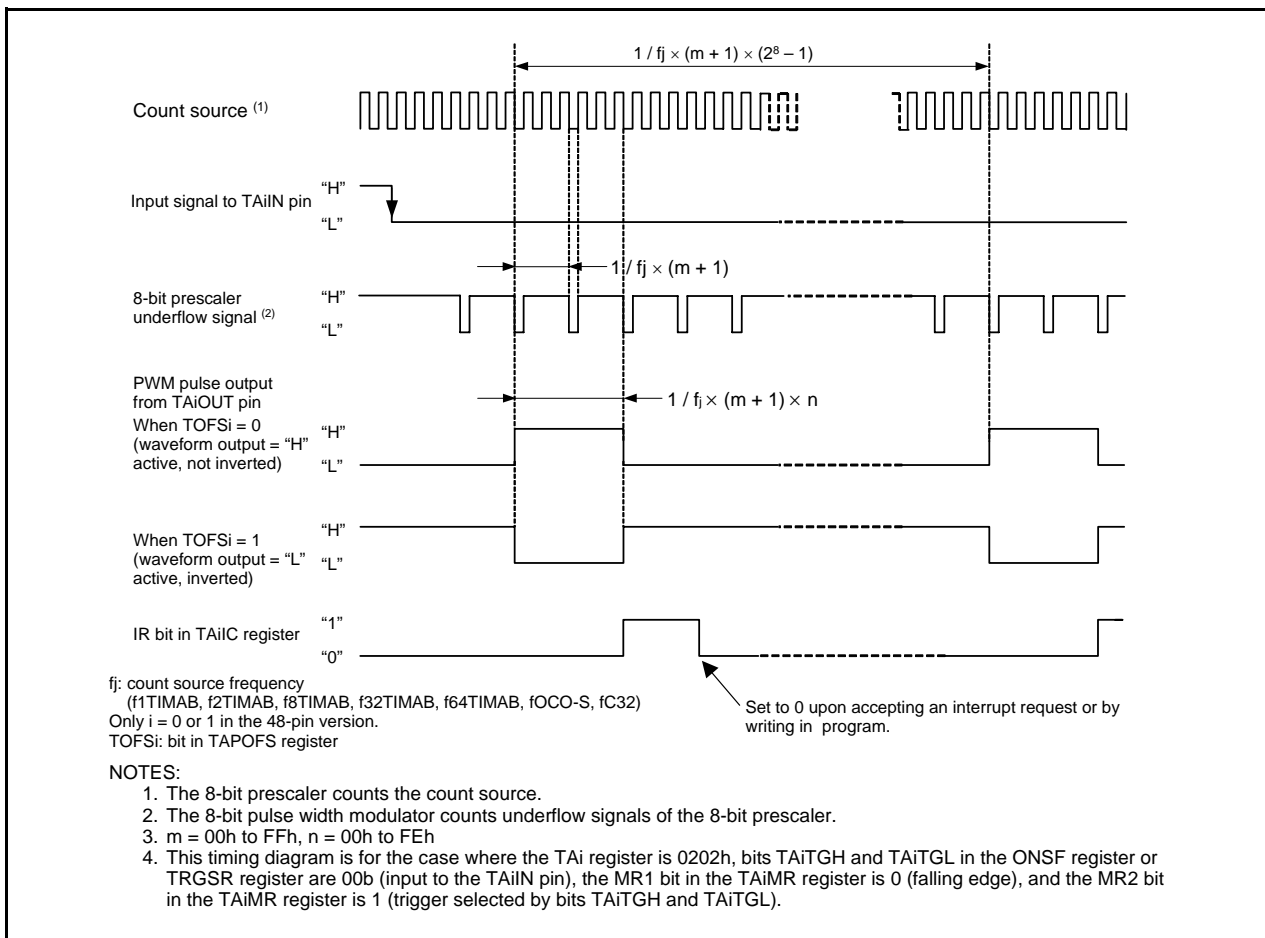 1 / fj × (m + 1) × (2⁸ – 1)
Count source (1)
Input signal to TAiIN pin
“H”
“L”
1 / fj × (m + 1)
8-bit prescaler
underflow signal (2)
“H”
“L”
PWM pulse output
from TAiOUT pin
1 / fj × (m + 1) × n
When TOFSi = 0
(waveform output = “H”
active, not inverted)
“H”
“L”
When TOFSi = 1
(waveform output = “L”
active, inverted)
“H”
“L”
IR bit in TAiIC register
“1”
“0”
Set to 0 upon accepting an interrupt request or by
writing in program.
fj: count source frequency
(f1TIMAB, f2TIMAB, f8TIMAB, f32TIMAB, f64TIMAB, fOCO-S, fC32)
Only i = 0 or 1 in the 48-pin version.
TOFSi: bit in TAPOFS register
NOTES:
1. The 8-bit prescaler counts the count source.
2. The 8-bit pulse width modulator counts underflow signals of the 8-bit prescaler.
3. m = 00h to FFh, n = 00h to FEh
4. This timing diagram is for the case where the TAi register is 0202h, bits TAiTGH and TAiTGL in the ONSF register or
TRGSR register are 00b (input to the TAiIN pin), the MR1 bit in the TAiMR register is 0 (falling edge), and the MR2 bit
in the TAiMR register is 1 (trigger selected by bits TAiTGH and TAiTGL).